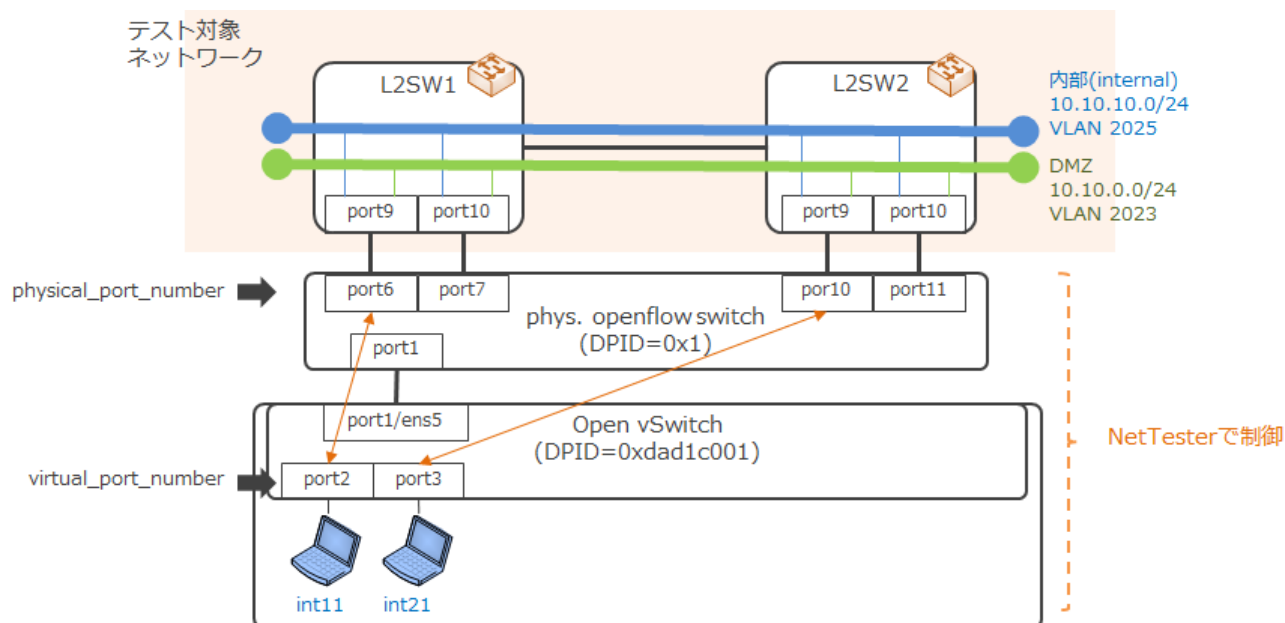 テスト対象
ネットワーク
L2SW1
L2SW2
内部(internal)
10.10.10.0/24
VLAN 2025
DMZ
10.10.0.0/24
VLAN 2023
port9
port10
port9
port10
physical_port_number
port6
port7
por10
port11
phys. openflow switch
(DPID=0x1)
port1
port1/ens5
Open vSwitch
(DPID=0xdad1c001)
NetTesterで制御
virtual_port_number
port2
port3
int11
int21